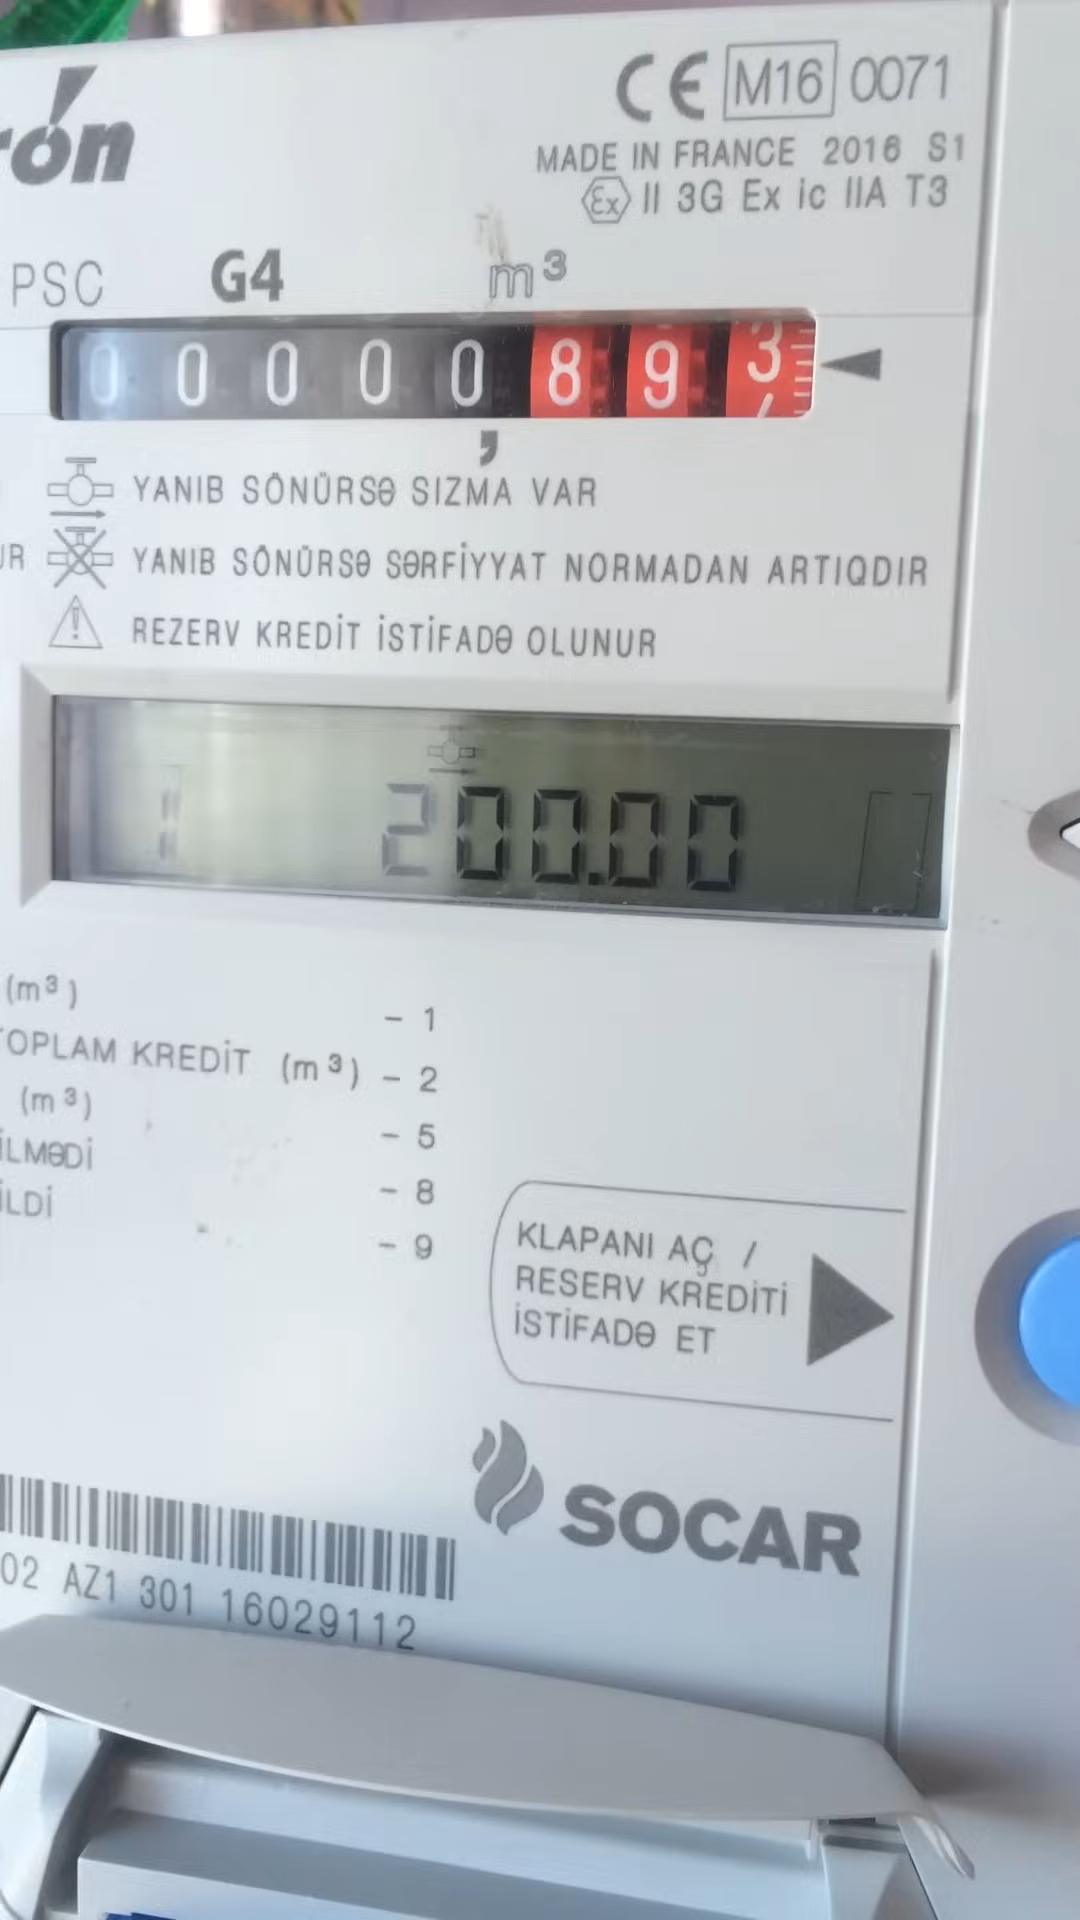 rón
CE M16 0071
MADE IN FRANCE 2016 S1
Ex II 3G Ex ic IIA T3
PSC G4 m³
0 0 0 0 0 8 9 3
,
YANIB SÖNÜRSƏ SIZMA VAR
UR YANIB SÖNÜRSƏ SƏRFİYYAT NORMADAN ARTIQDIR
REZERV KREDİT İSTİFADƏ OLUNUR
1 200.00
(m³) - 1
TOPLAM KREDİT (m³) - 2
(m³) - 5
İLMƏDİ - 8
İLDİ - 9
KLAPANI AÇ /
RESERV KREDİTİ
İSTİFADƏ ET
SOCAR
02 AZ1 301 16029112